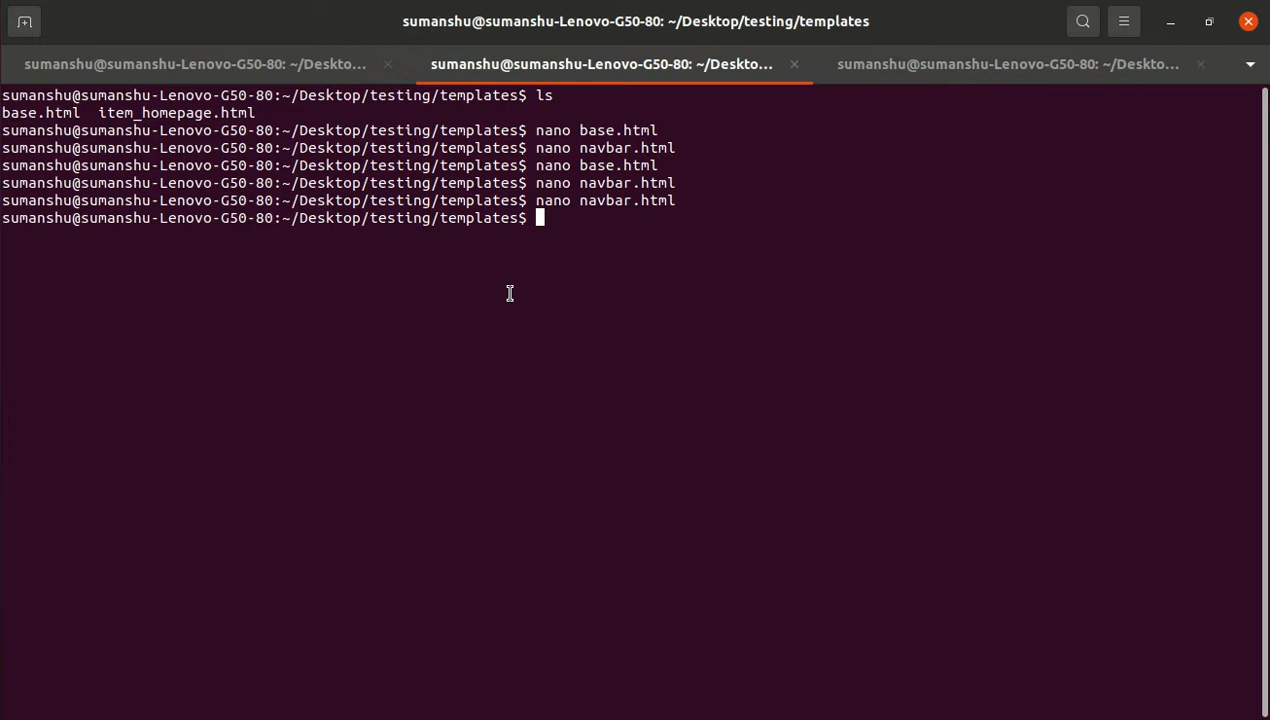 sumanshu@sumanshu-Lenovo-G50-80: ~/Desktop/testing/templates
sumanshu@sumanshu-Lenovo-G50-80: ~/Deskto... sumanshu@sumanshu-Lenovo-G50-80: ~/Deskto... sumanshu@sumanshu-Lenovo-G50-80: ~/Deskto...
sumanshu@sumanshu-Lenovo-G50-80:~/Desktop/testing/templates$ ls
base.html  item_homepage.html
sumanshu@sumanshu-Lenovo-G50-80:~/Desktop/testing/templates$ nano base.html
sumanshu@sumanshu-Lenovo-G50-80:~/Desktop/testing/templates$ nano navbar.html
sumanshu@sumanshu-Lenovo-G50-80:~/Desktop/testing/templates$ nano base.html
sumanshu@sumanshu-Lenovo-G50-80:~/Desktop/testing/templates$ nano navbar.html
sumanshu@sumanshu-Lenovo-G50-80:~/Desktop/testing/templates$ nano navbar.html
sumanshu@sumanshu-Lenovo-G50-80:~/Desktop/testing/templates$